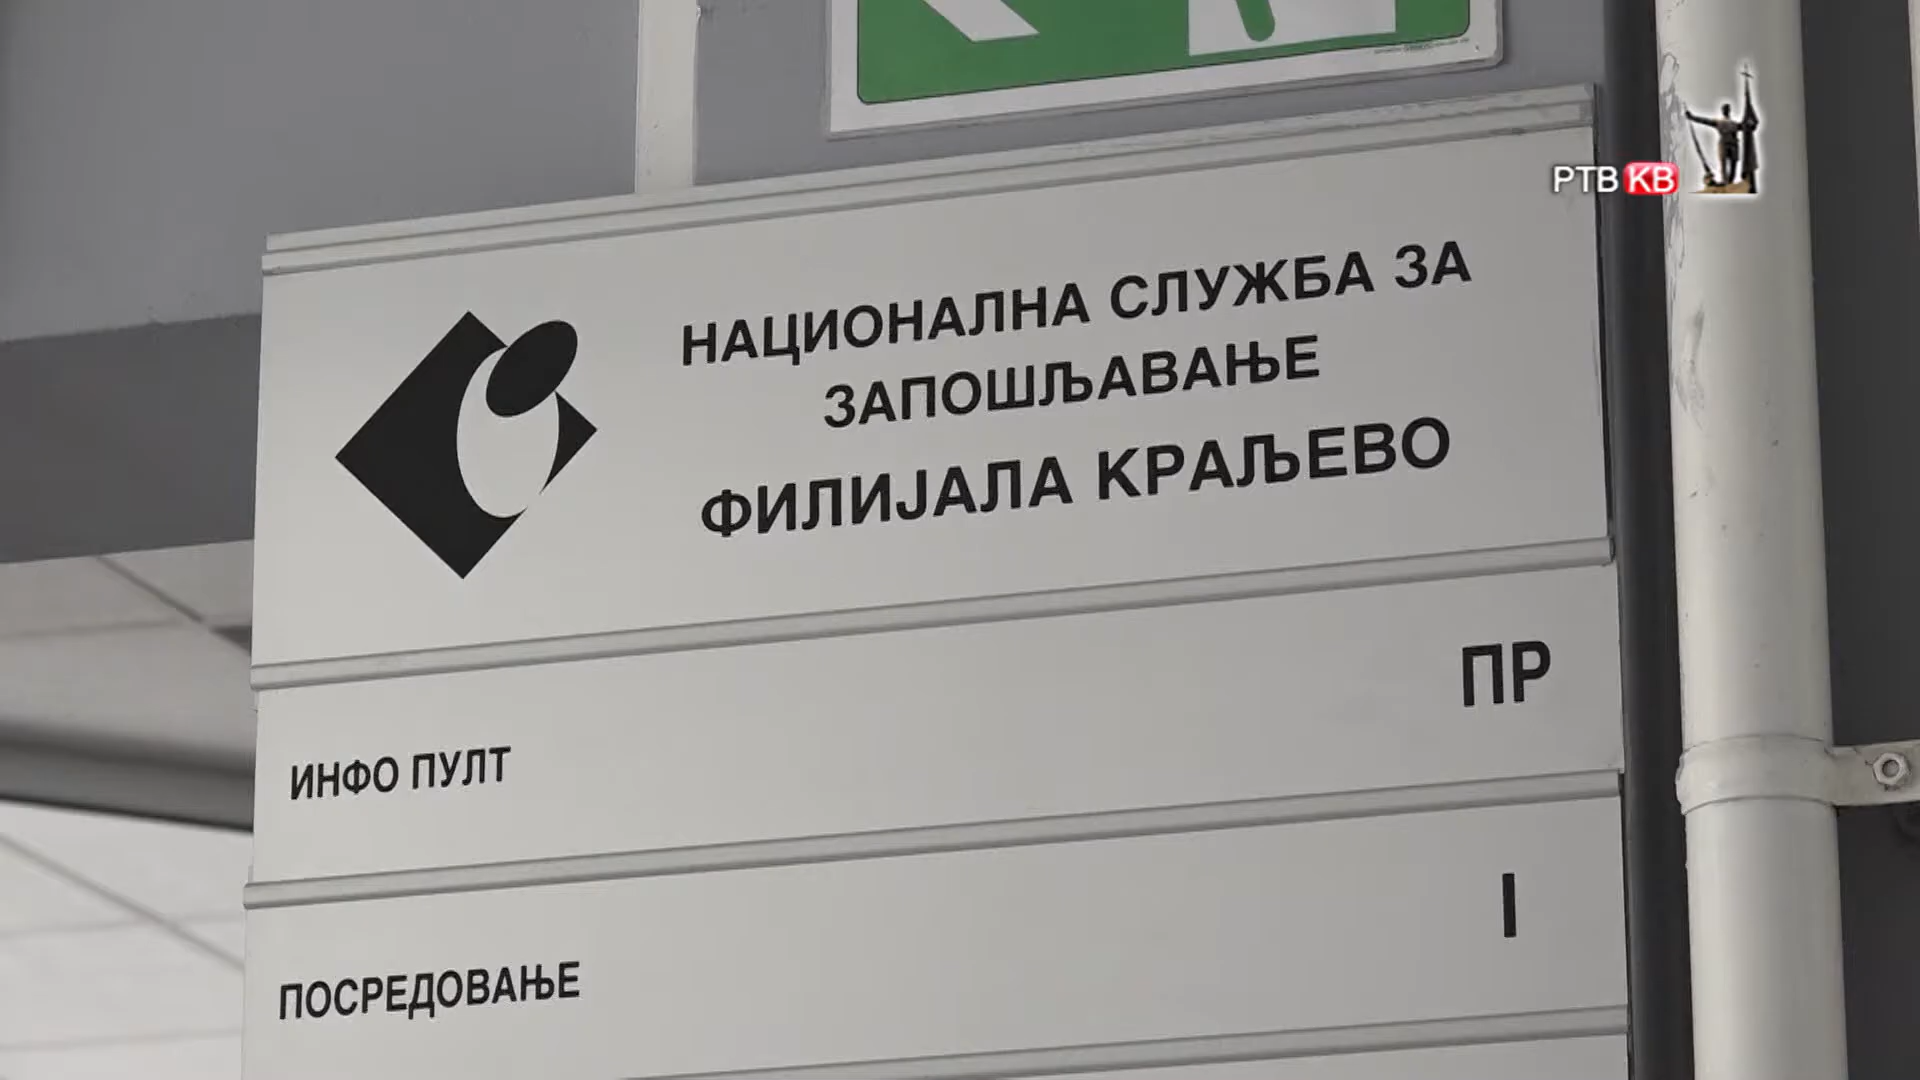 РТВ КВ
НАЦИОНАЛНА СЛУЖБА ЗА
ЗАПОШЉАВАЊЕ
ФИЛИЈАЛА КРАЉЕВО
ПР
ИНФО ПУЛТ
I
ПОСРЕДОВАЊЕ